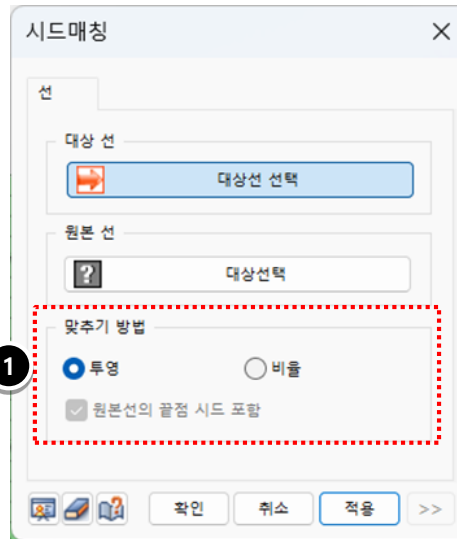 시드매칭
선
대상 선
대상선 선택
원본 선
대상선택
맞추기 방법
1
투영 비율
원본선의 끝점 시드 포함
확인 취소 적용 >>